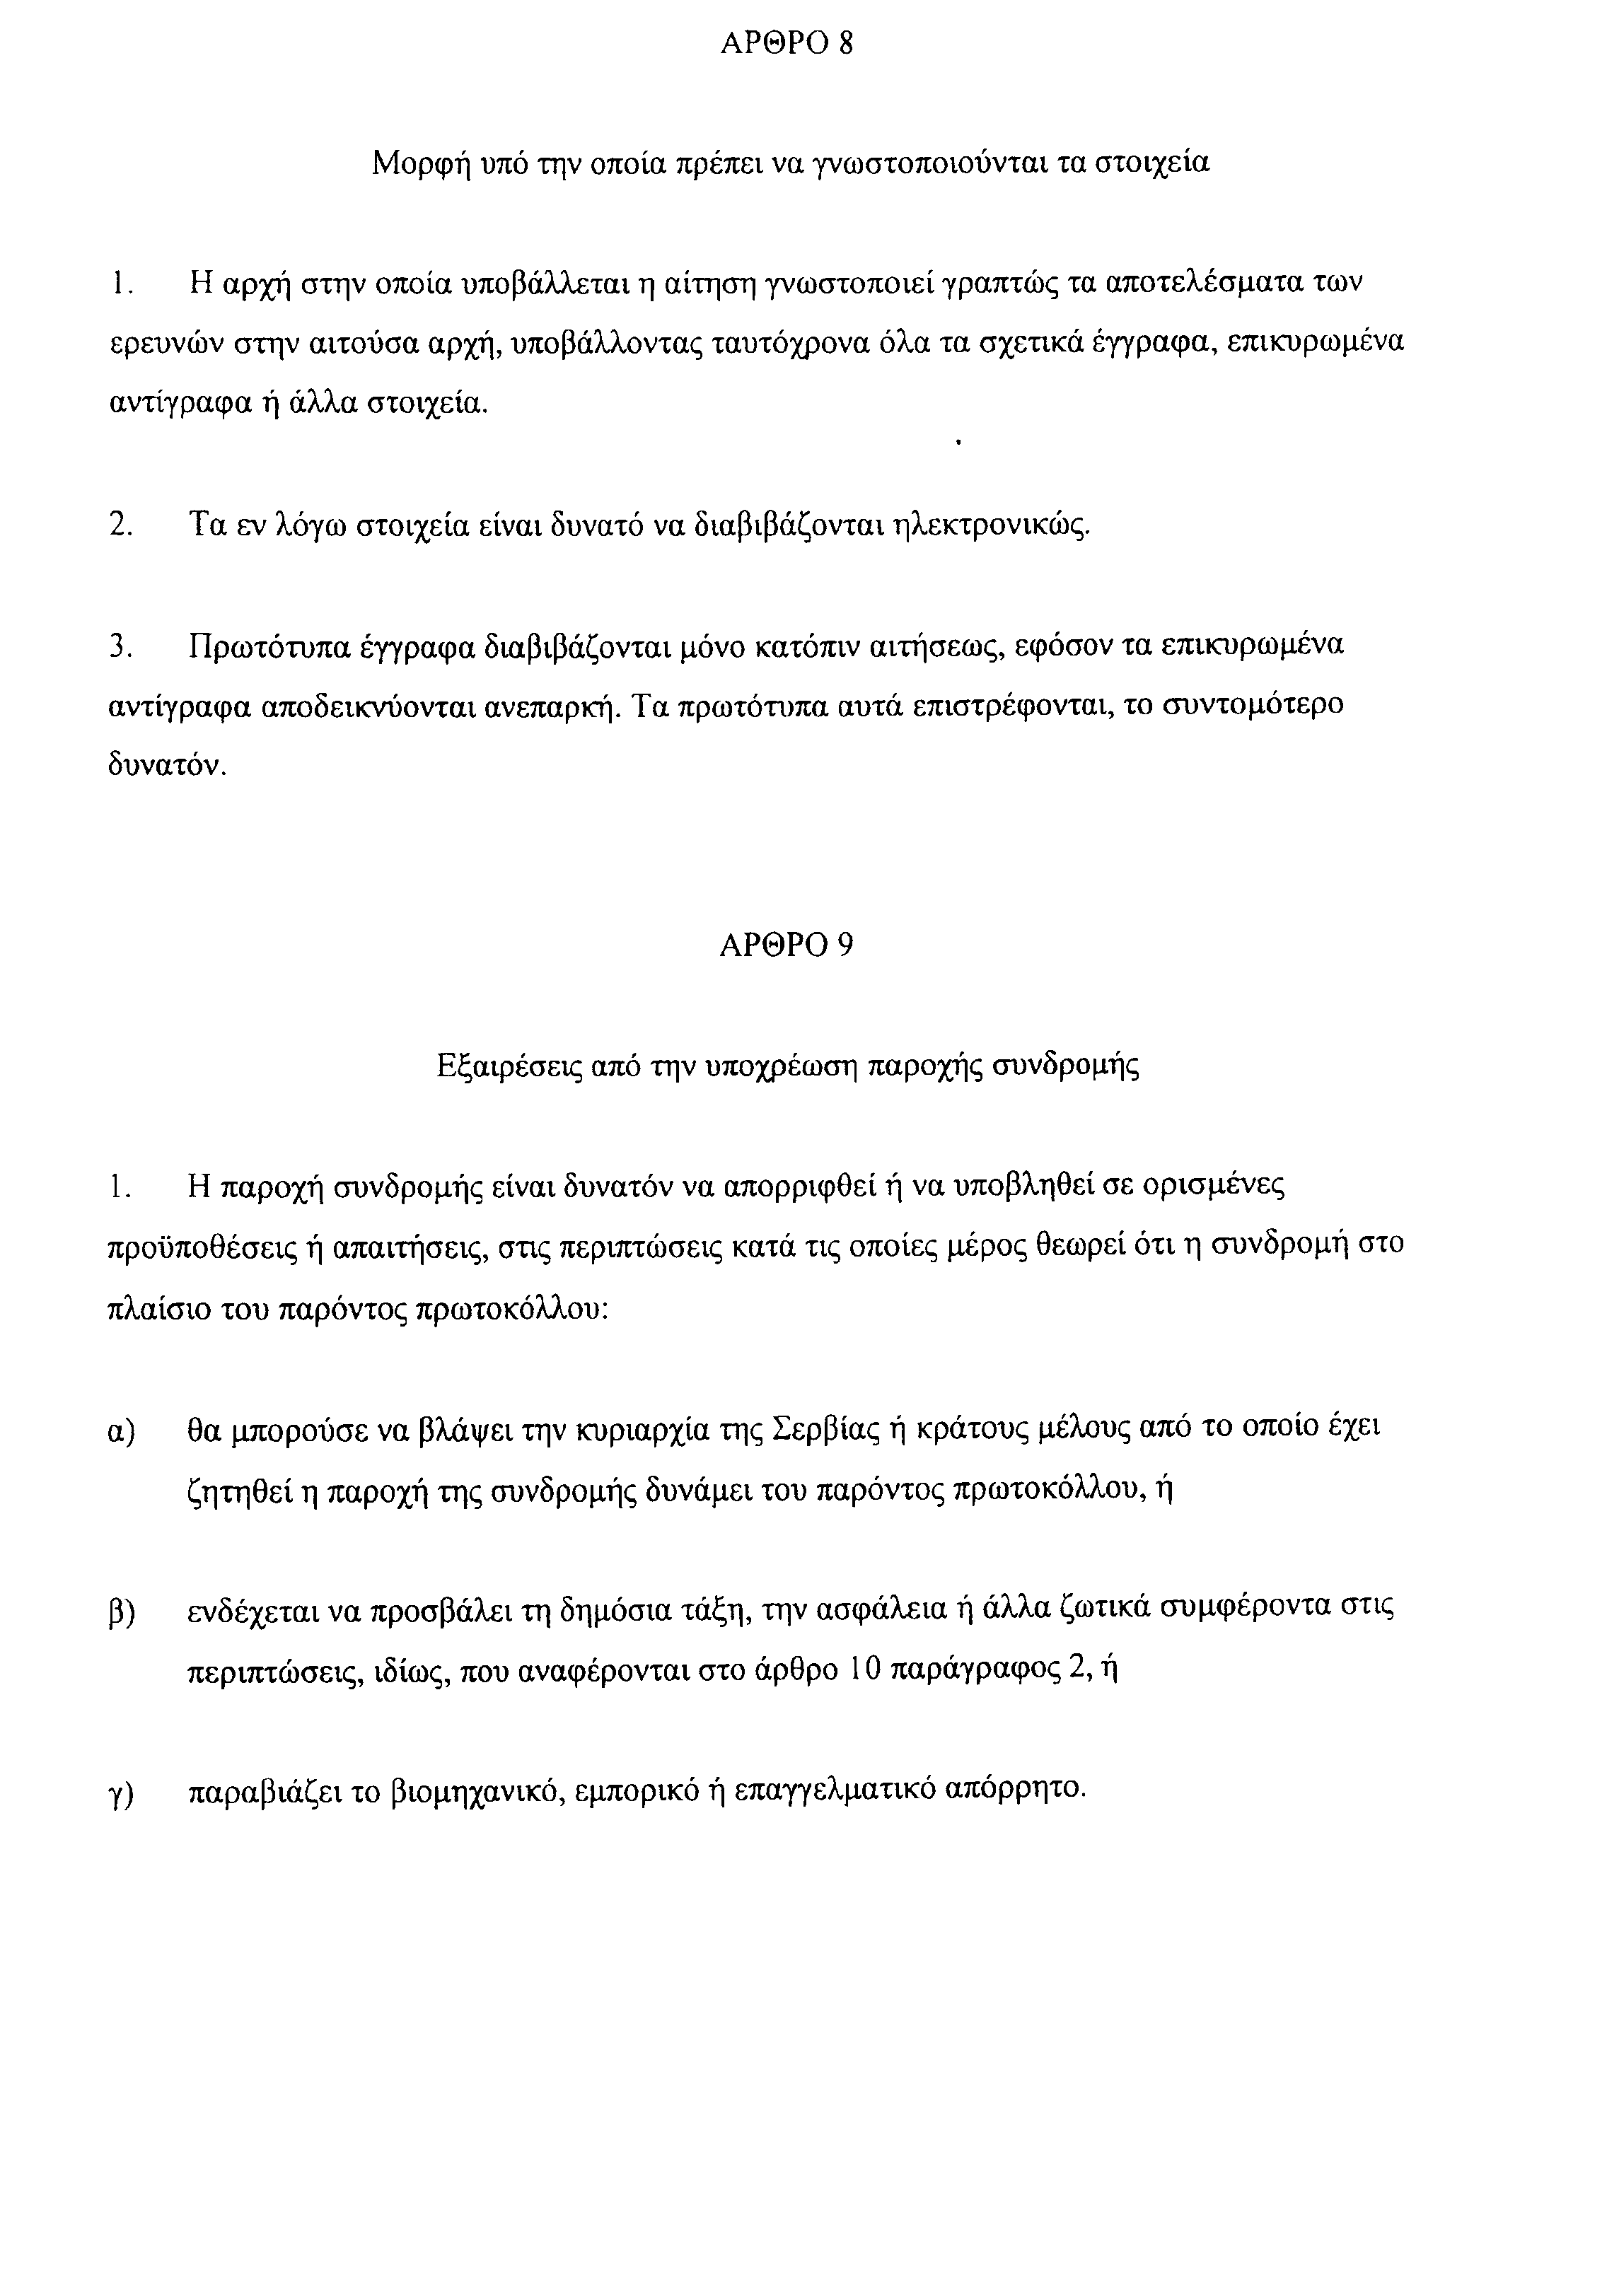 ΑΡΘΡΟ 8
Μορφή υπό την οποία πρέπει να γνωστοποιούνται τα στοιχεία
1. Η αρχή στην οποία υποβάλλεται η αίτηση γνωστοποιεί γραπτώς τα αποτελέσματα των
ερευνών στην αιτούσα αρχή, υποβάλλοντας ταυτόχρονα όλα τα σχετικά έγγραφα, επικυρωμένα
αντίγραφα ή άλλα στοιχεία.
2. Τα εν λόγω στοιχεία είναι δυνατό να διαβιβάζονται ηλεκτρονικώς.
3. Πρωτότυπα έγγραφα διαβιβάζονται μόνο κατόπιν αιτήσεως, εφόσον τα επικυρωμένα
αντίγραφα αποδεικνύονται ανεπαρκή. Τα πρωτότυπα αυτά επιστρέφονται, το συντομότερο
δυνατόν.
ΑΡΘΡΟ 9
Εξαιρέσεις από την υποχρέωση παροχής συνδρομής
1. Η παροχή συνδρομής είναι δυνατόν να απορριφθεί ή να υποβληθεί σε ορισμένες
προϋποθέσεις ή απαιτήσεις, στις περιπτώσεις κατά τις οποίες μέρος θεωρεί ότι η συνδρομή στο
πλαίσιο του παρόντος πρωτοκόλλου:
α) θα μπορούσε να βλάψει την κυριαρχία της Σερβίας ή κράτους μέλους από το οποίο έχει
ζητηθεί η παροχή της συνδρομής δυνάμει του παρόντος πρωτοκόλλου, ή
β) ενδέχεται να προσβάλει τη δημόσια τάξη, την ασφάλεια ή άλλα ζωτικά συμφέροντα στις
περιπτώσεις, ιδίως, που αναφέρονται στο άρθρο 10 παράγραφος 2, ή
γ) παραβιάζει το βιομηχανικό, εμπορικό ή επαγγελματικό απόρρητο.